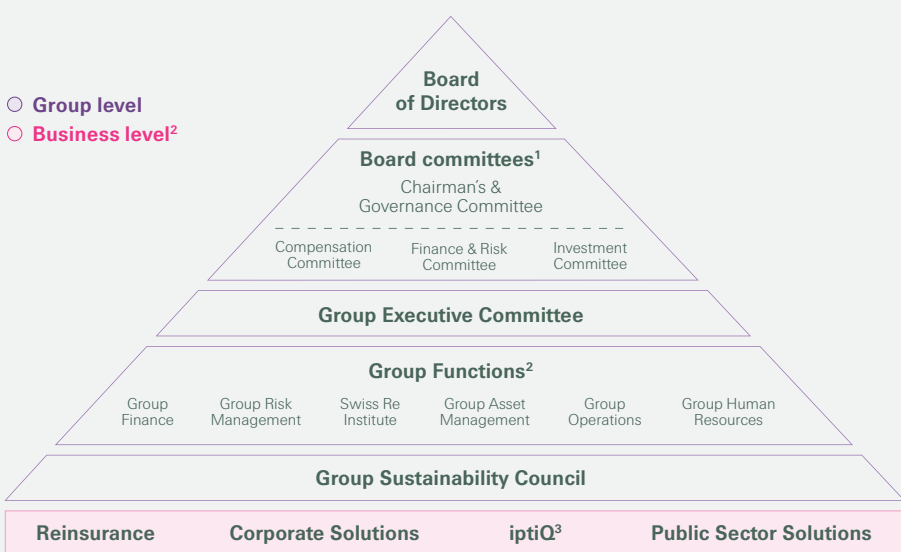 Board
of Directors
Group level
Business level²
Board committees¹
Chairman's &
Governance Committee
Compensation
Committee
Finance & Risk
Committee
Investment
Committee
Group Executive Committee
Group Functions²
Group
Finance
Group Risk
Management
Swiss Re
Institute
Group Asset
Management
Group
Operations
Group Human
Resources
Group Sustainability Council
Reinsurance
Corporate Solutions
iptiQ³
Public Sector Solutions